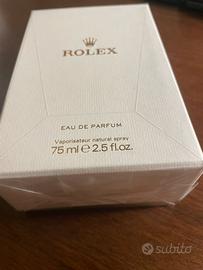 ROLEX
EAU DE PARFUM
Vaporisateur natural spray
75 ml e 2.5 fl.oz.
subito